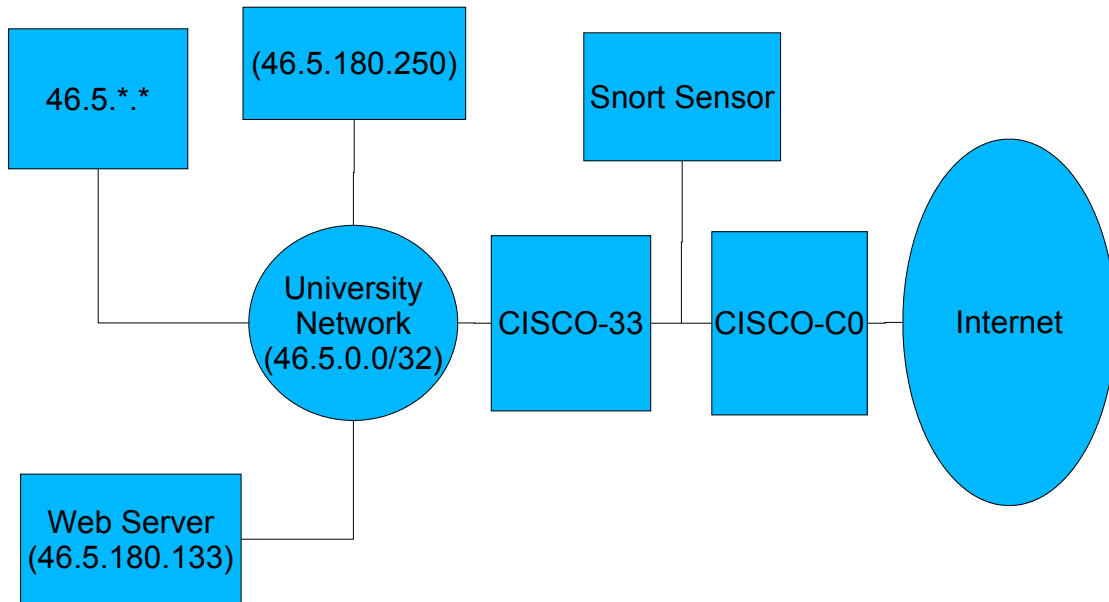 46.5.*.*
(46.5.180.250)
Snort Sensor
University
Network
(46.5.0.0/32)
CISCO-33
CISCO-C0
Internet
Web Server
(46.5.180.133)